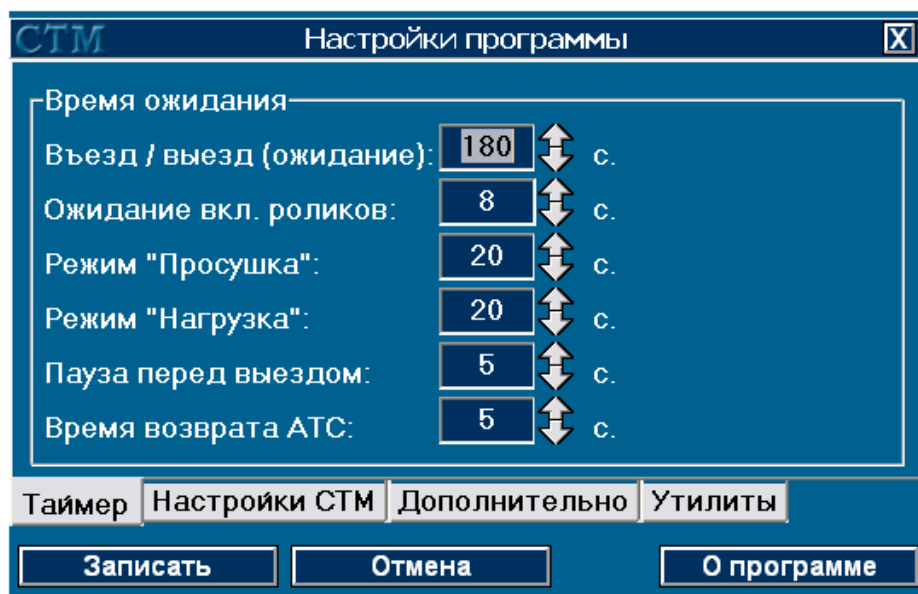 СТМ Настройки программы X
Время ожидания
Въезд / выезд (ожидание): 180 с.
Ожидание вкл. роликов: 8 с.
Режим "Просушка": 20 с.
Режим "Нагрузка": 20 с.
Пауза перед выездом: 5 с.
Время возврата АТС: 5 с.
Таймер Настройки СТМ Дополнительно Утилиты
Записать Отмена О программе